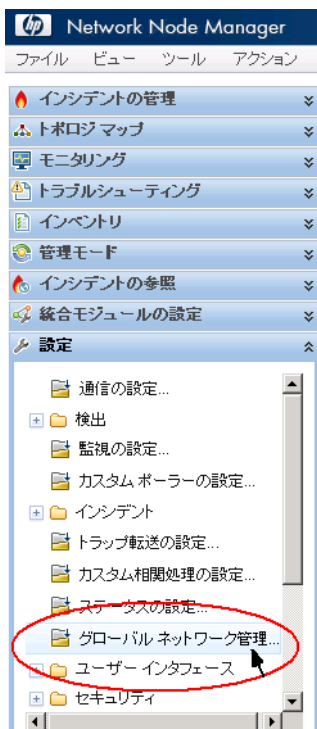 hp Network Node Manager
ファイル ビュー ツール アクション
インシデントの管理
トポロジ マップ
モニタリング
トラブルシューティング
インベントリ
管理モード
インシデントの参照
統合モジュールの設定
設定
通信の設定...
検出
監視の設定...
カスタム ポーラーの設定...
インシデント
トラップ転送の設定...
カスタム相関処理の設定...
ステータスの設定...
グローバル ネットワーク管理...
ユーザー インタフェース
セキュリティ